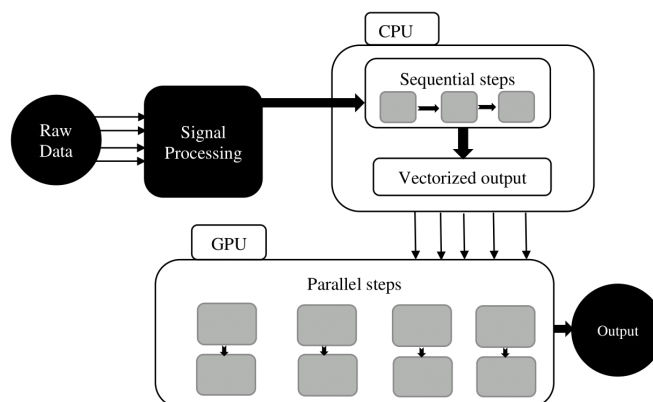 CPU
Sequential steps
Raw
Data
Signal
Processing
Vectorized output
GPU
Parallel steps
Output